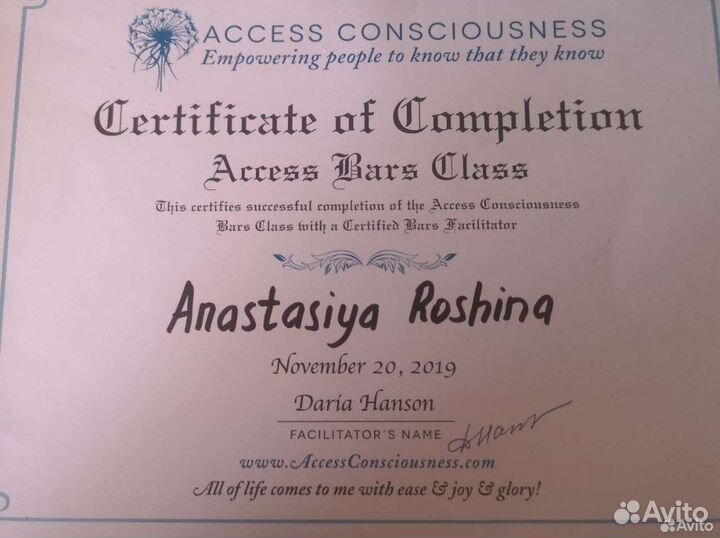 ACCESS CONSCIOUSNESS
Empowering people to know that they know
Certificate of Completion
Access Bars Class
This certifies successful completion of the Access Consciousness
Bars Class with a Certified Bars Facilitator
Anastasiya Roshina
November 20, 2019
Daria Hanson
FACILITATOR'S NAME
www.AccessConsciousness.com
All of life comes to me with ease & joy & glory!
Avito
Avito